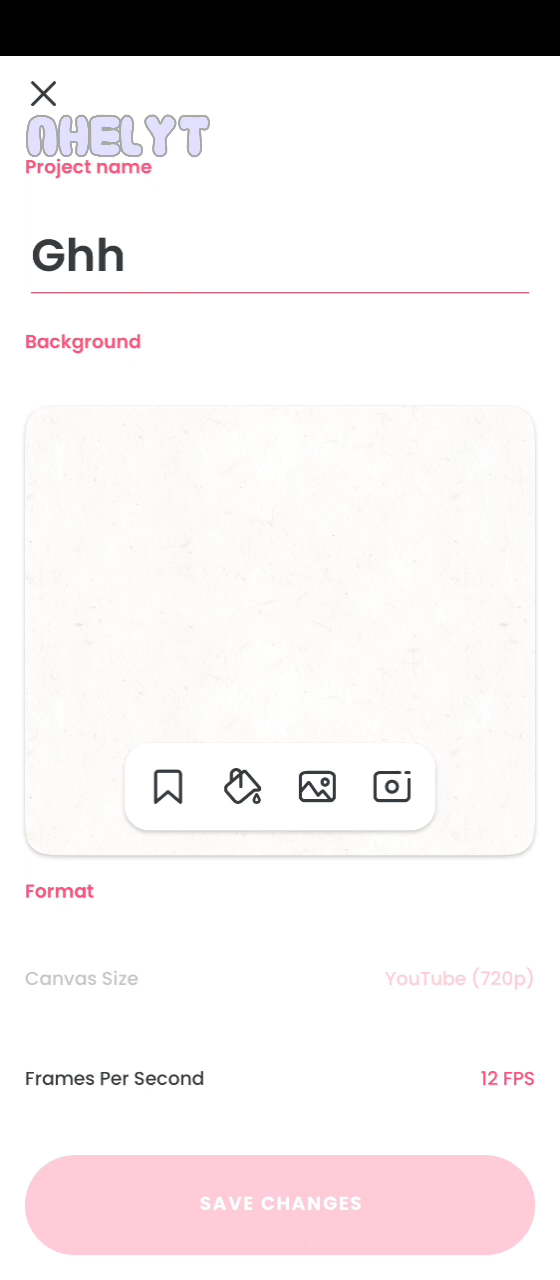 NHELYT
Project name
Ghh
Background
Format
Canvas Size
YouTube (720p)
Frames Per Second
12 FPS
SAVE CHANGES